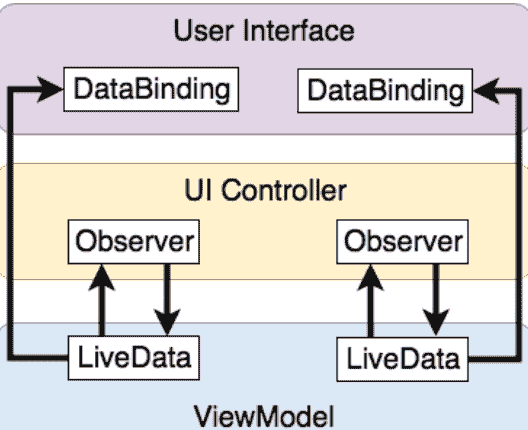 User Interface
DataBinding
DataBinding
UI Controller
Observer
Observer
LiveData
LiveData
ViewModel